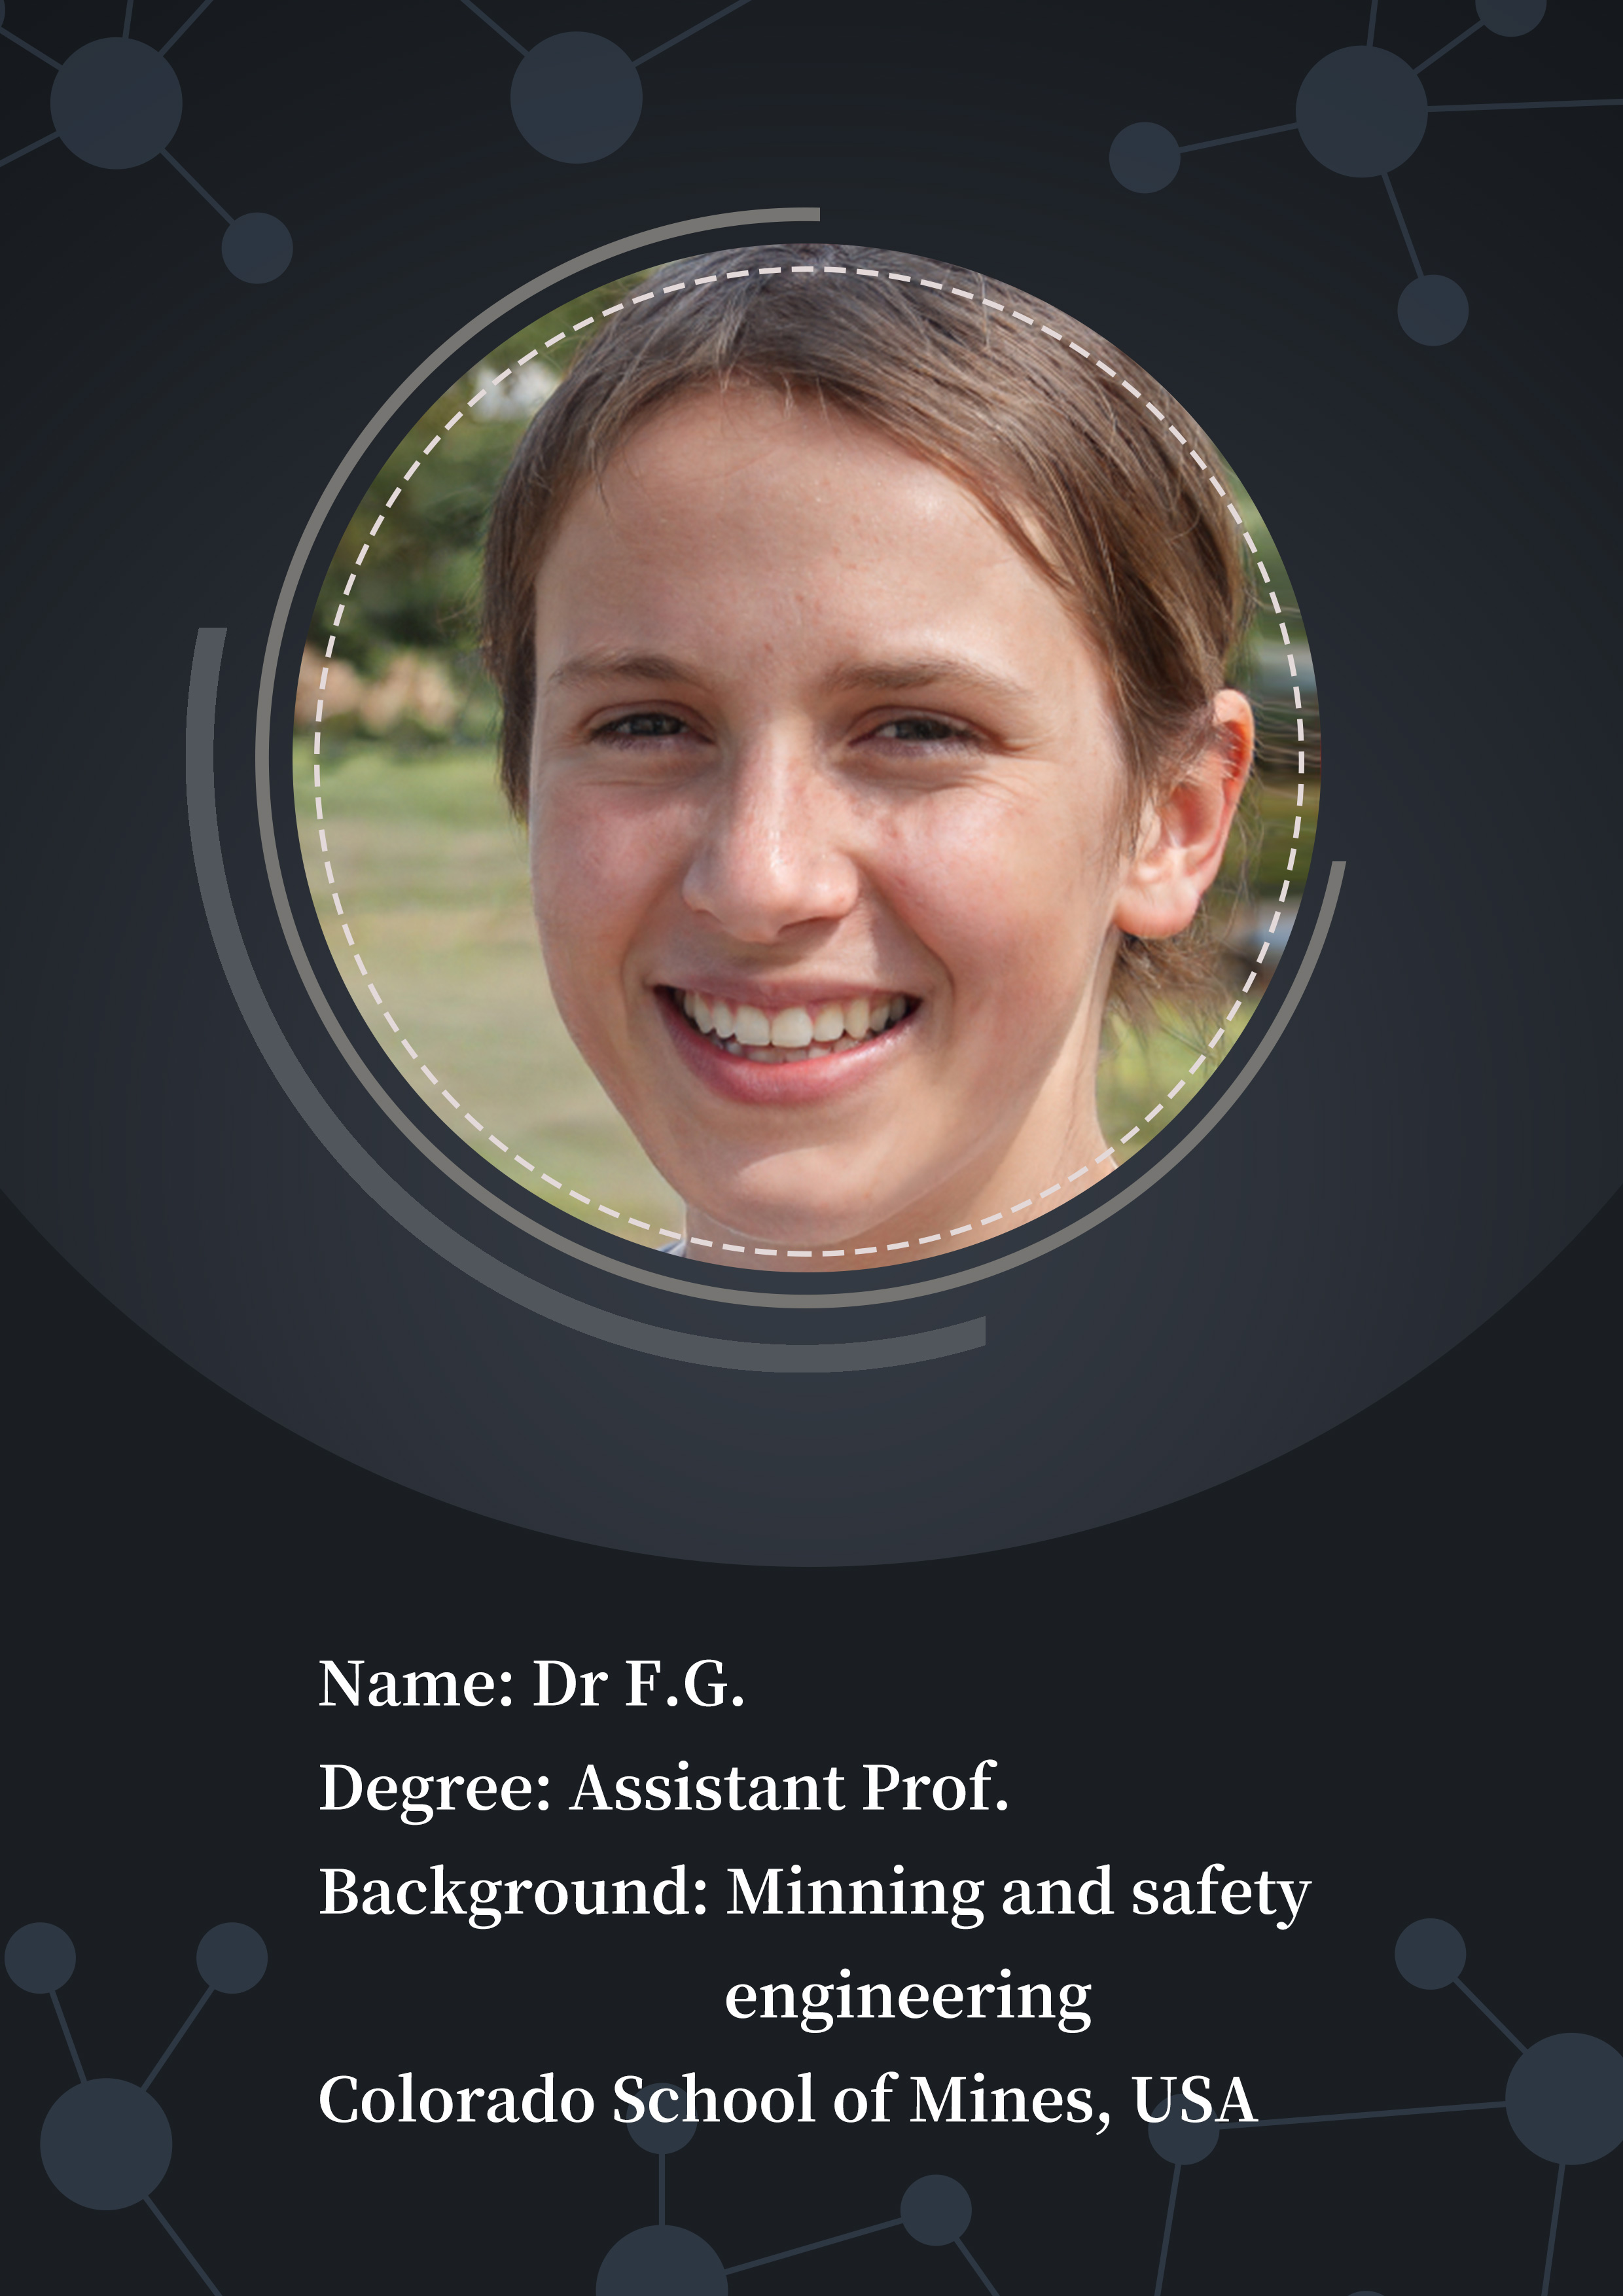 Name: Dr F.G.
Degree: Assistant Prof.
Background: Minning and safety
engineering
Colorado School of Mines, USA